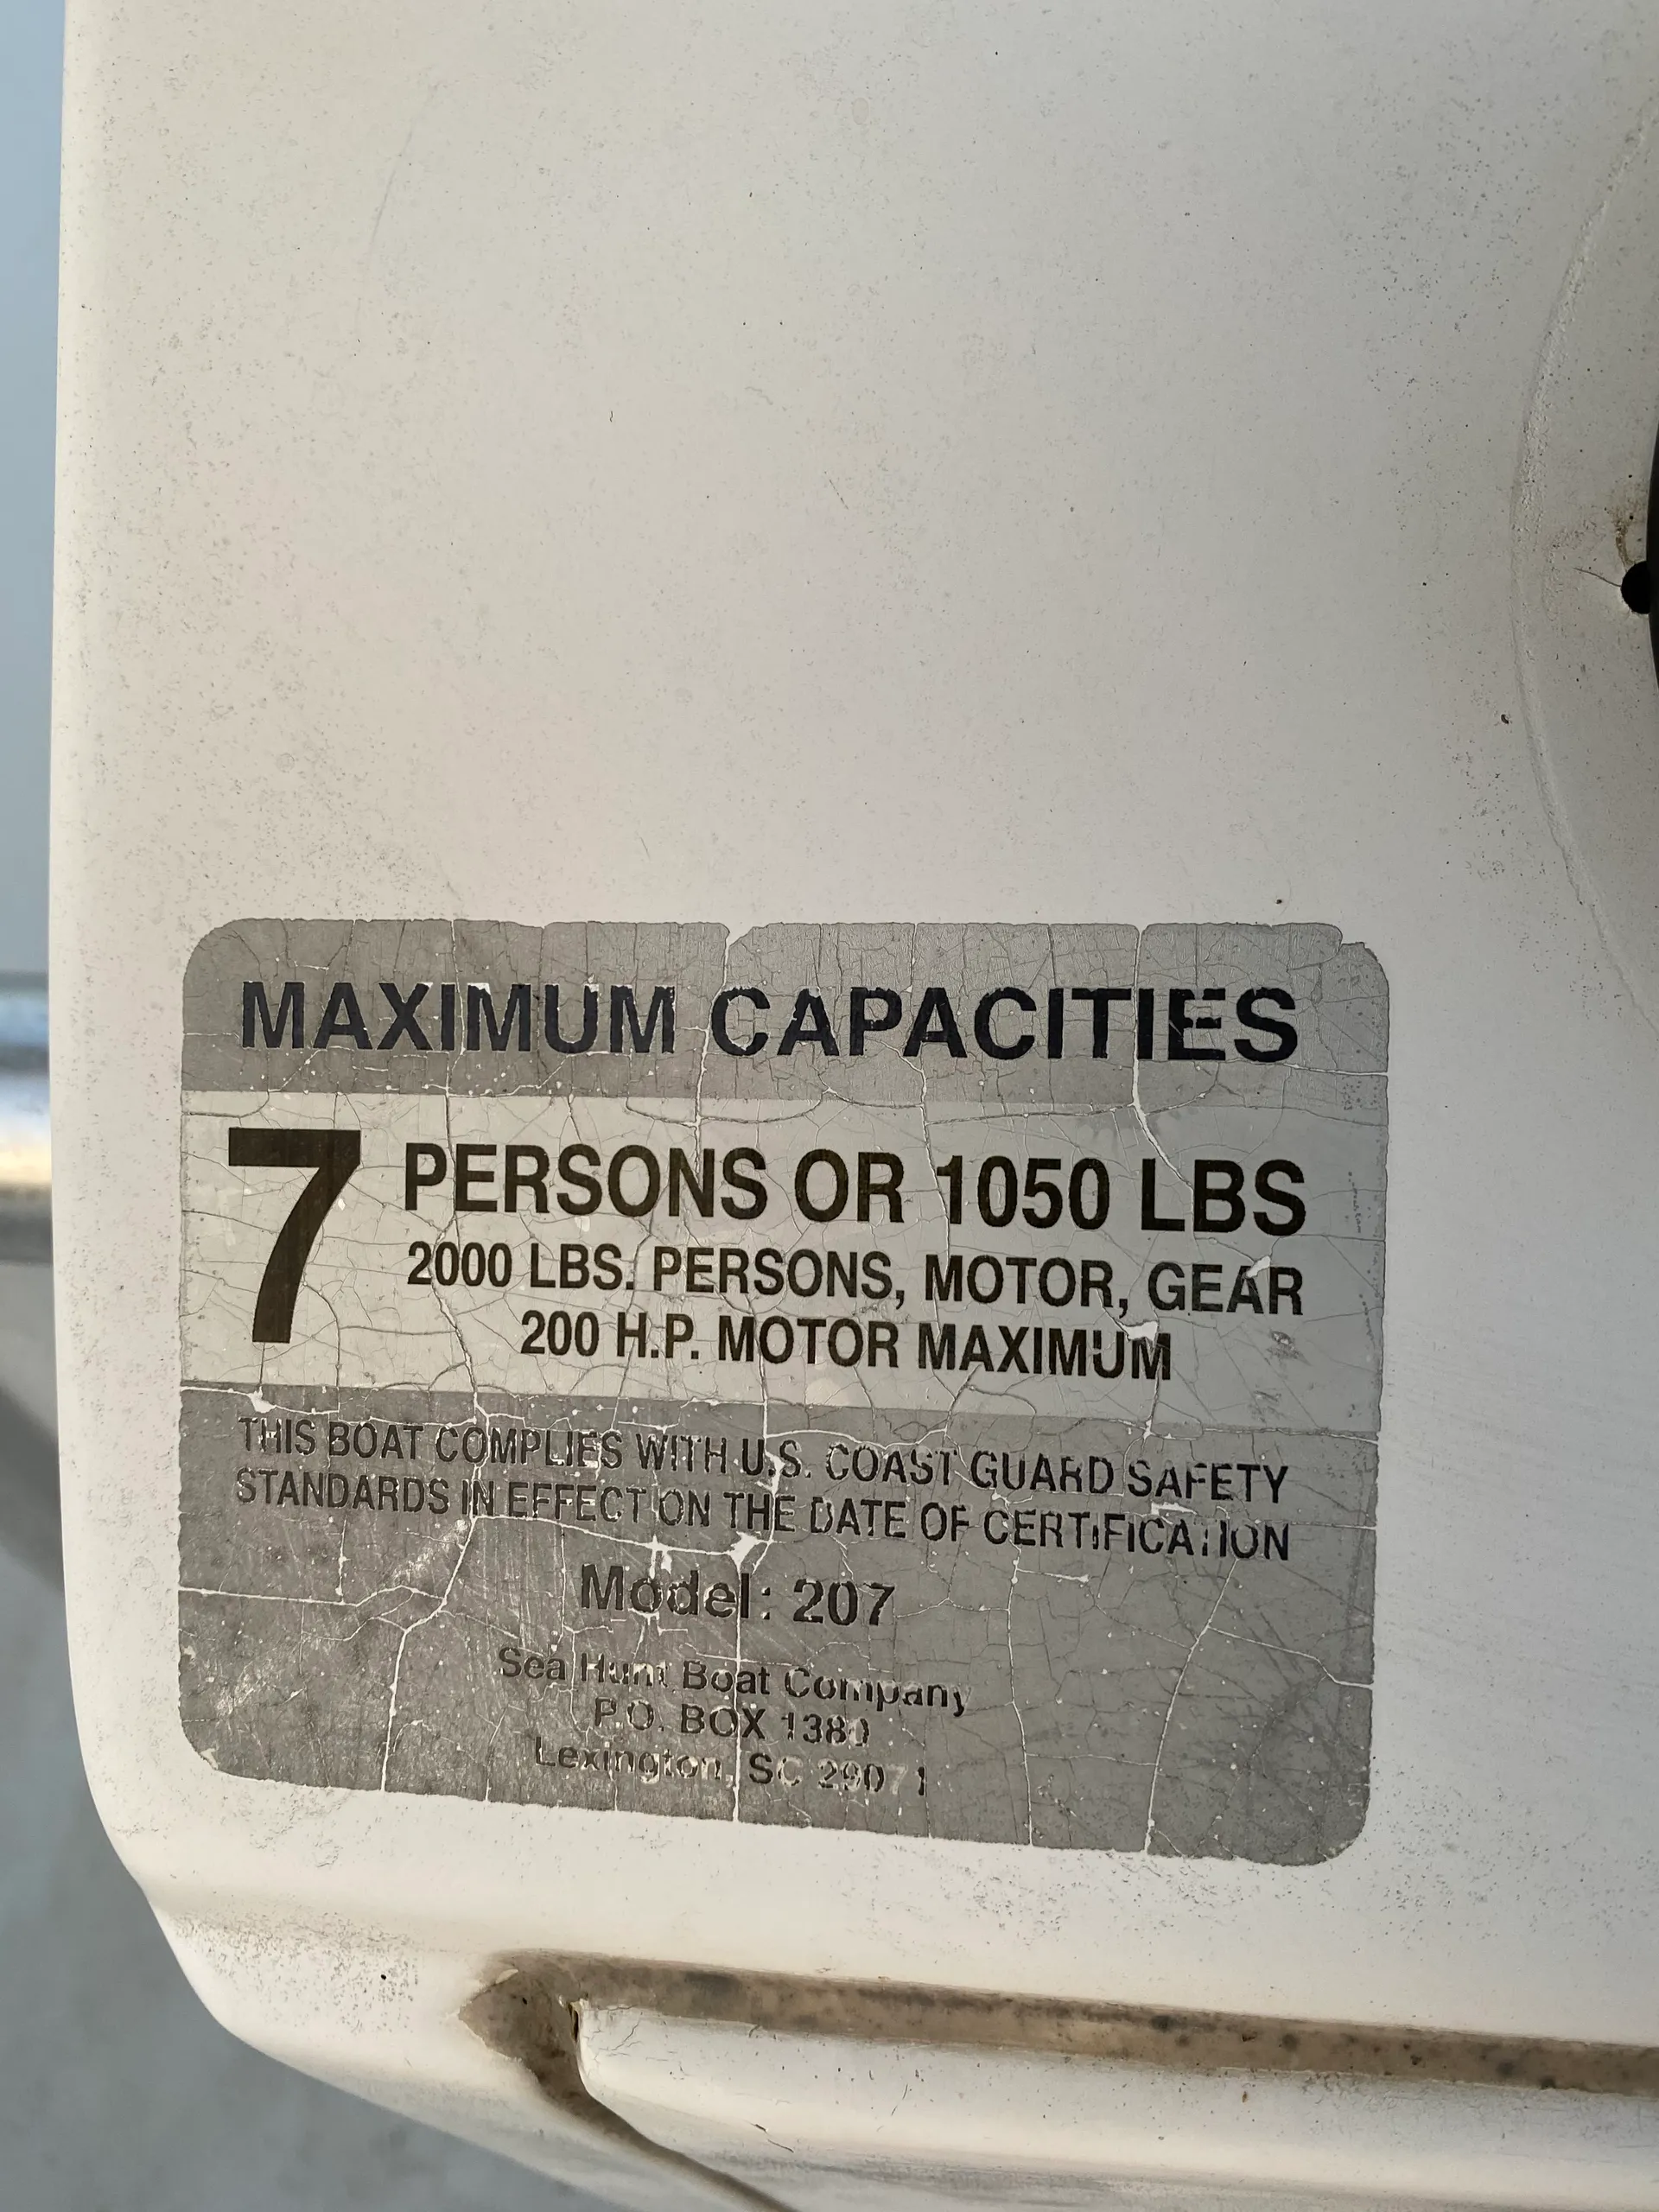 MAXIMUM CAPACITIES
7 PERSONS OR 1050 LBS
2000 LBS. PERSONS, MOTOR, GEAR
200 H.P. MOTOR MAXIMUM
THIS BOAT COMPLIES WITH U.S. COAST GUARD SAFETY
STANDARDS IN EFFECT ON THE DATE OF CERTIFICATION
Model: 207
Sea Hunt Boat Company
P.O. BOX 1380
Lexington, SC 29071